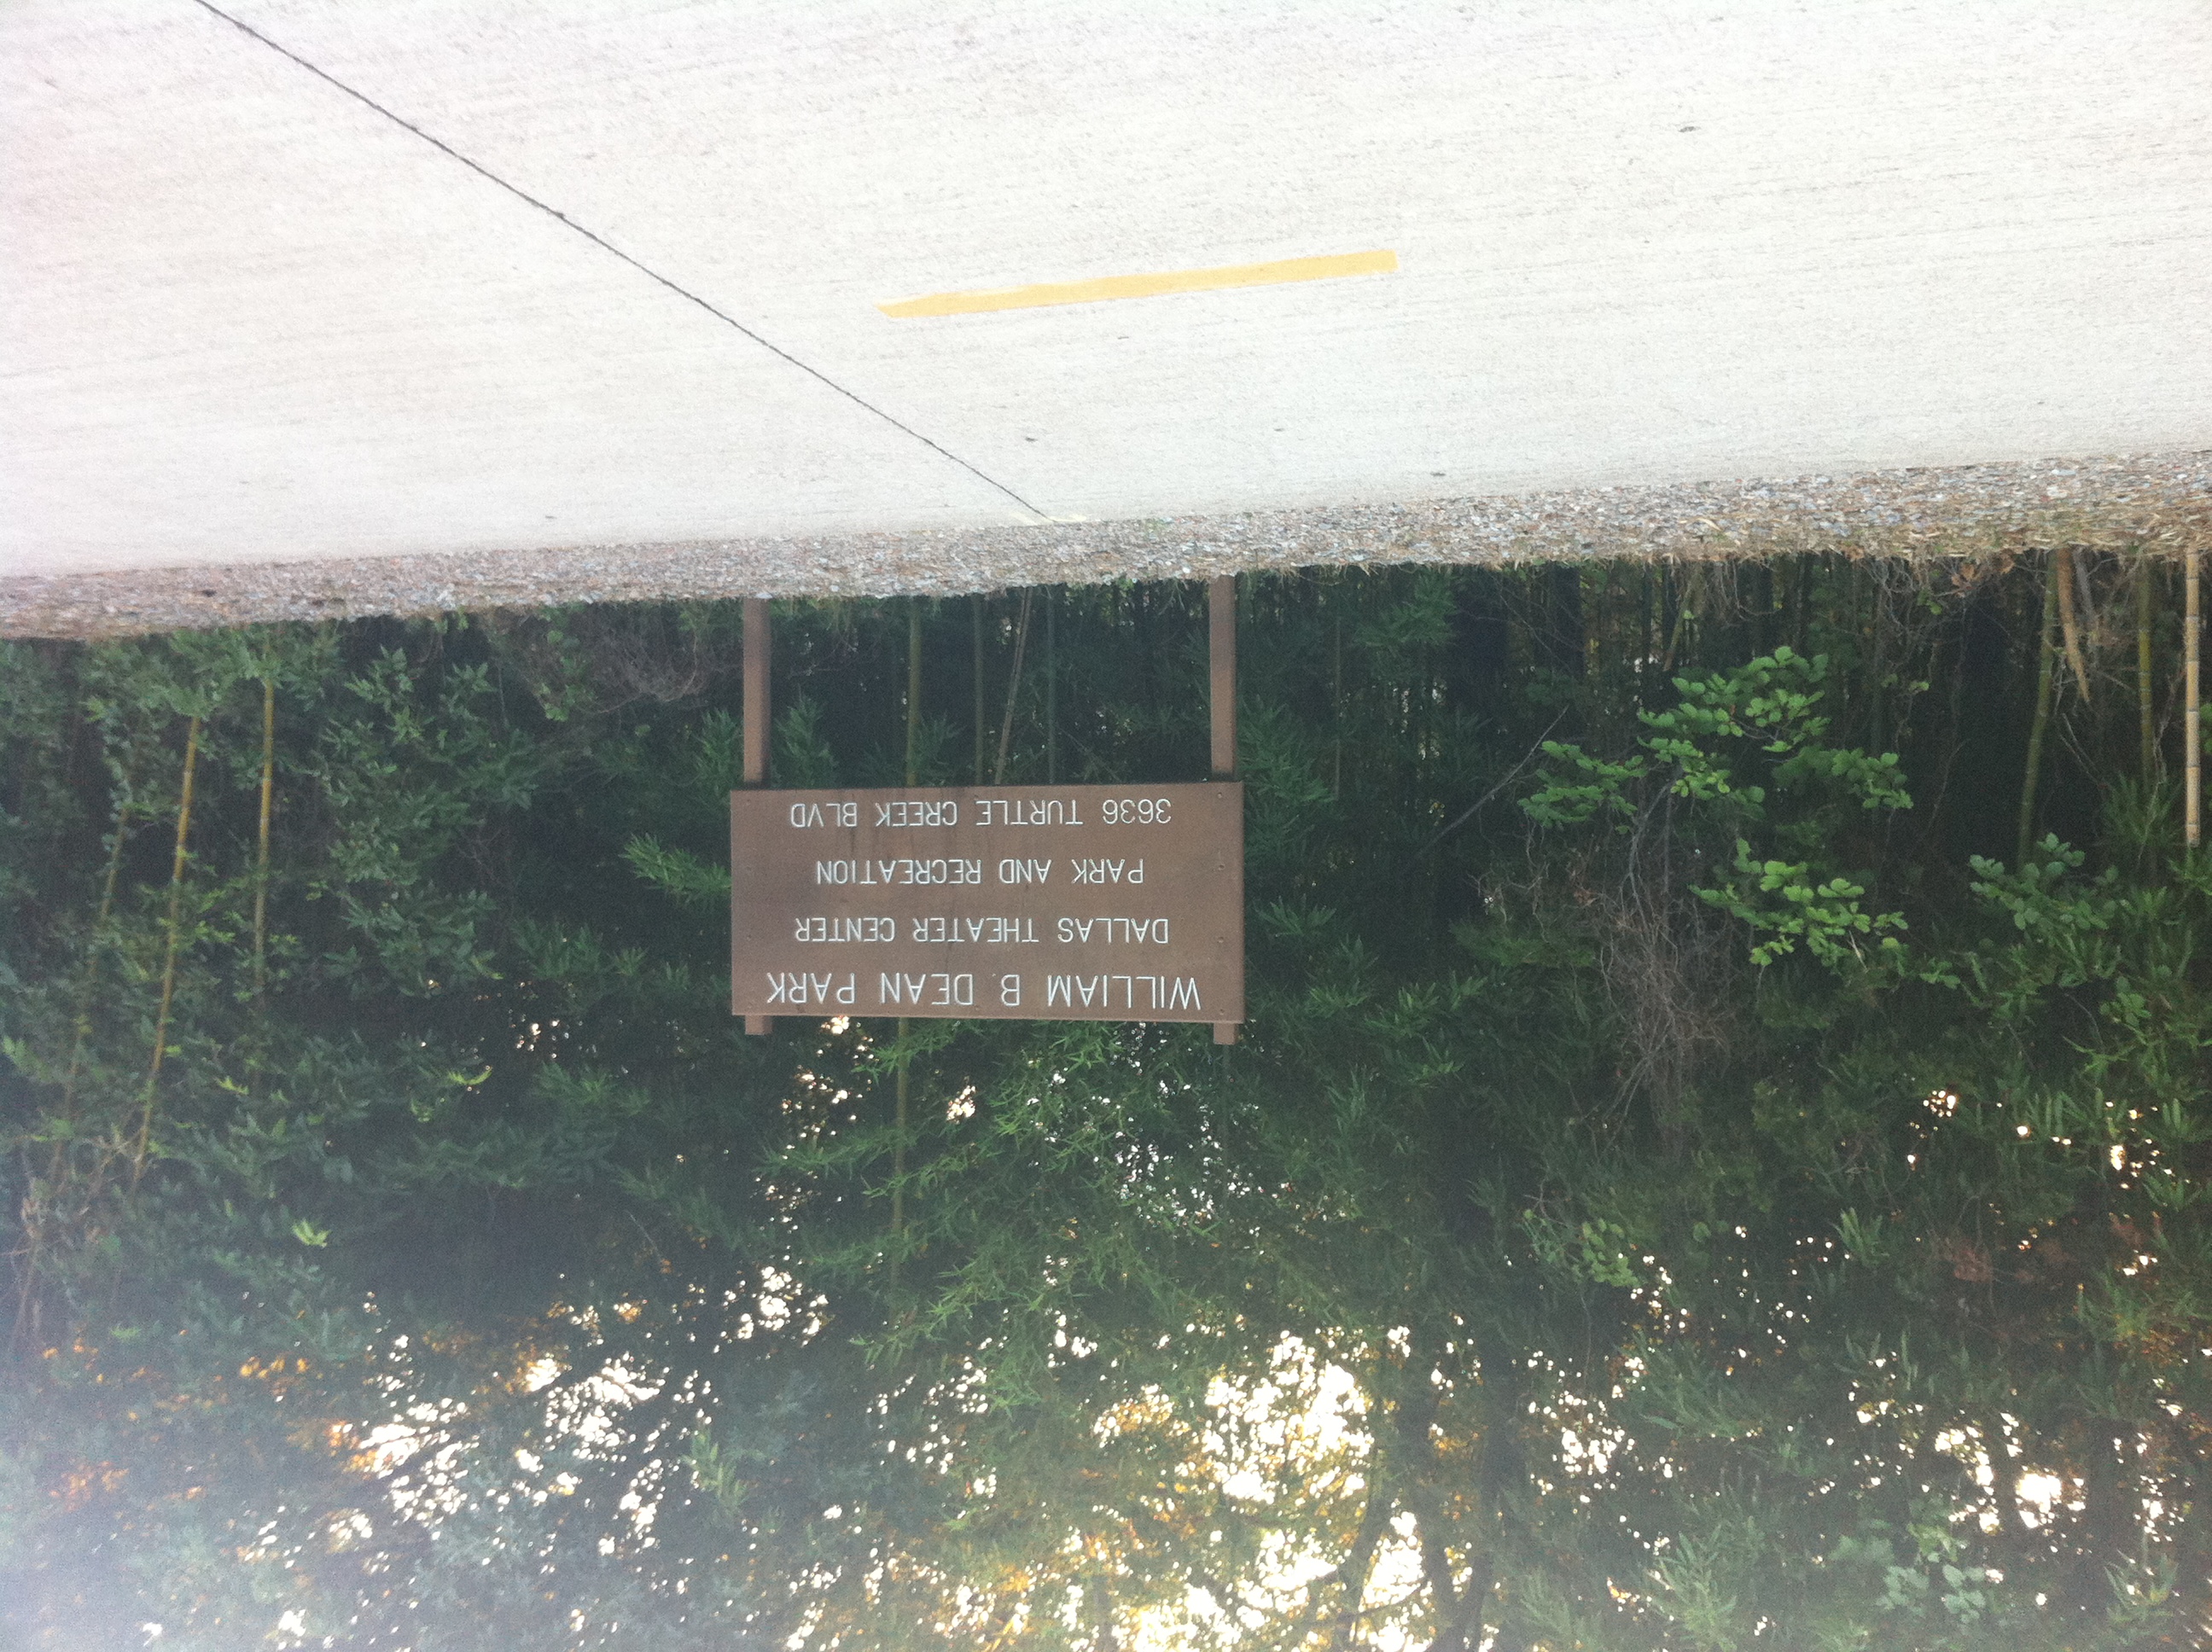 WILLIAM B. DEAN PARK
DALLAS THEATER CENTER
PARK AND RECREATION
3636 TURTLE CREEK BLVD